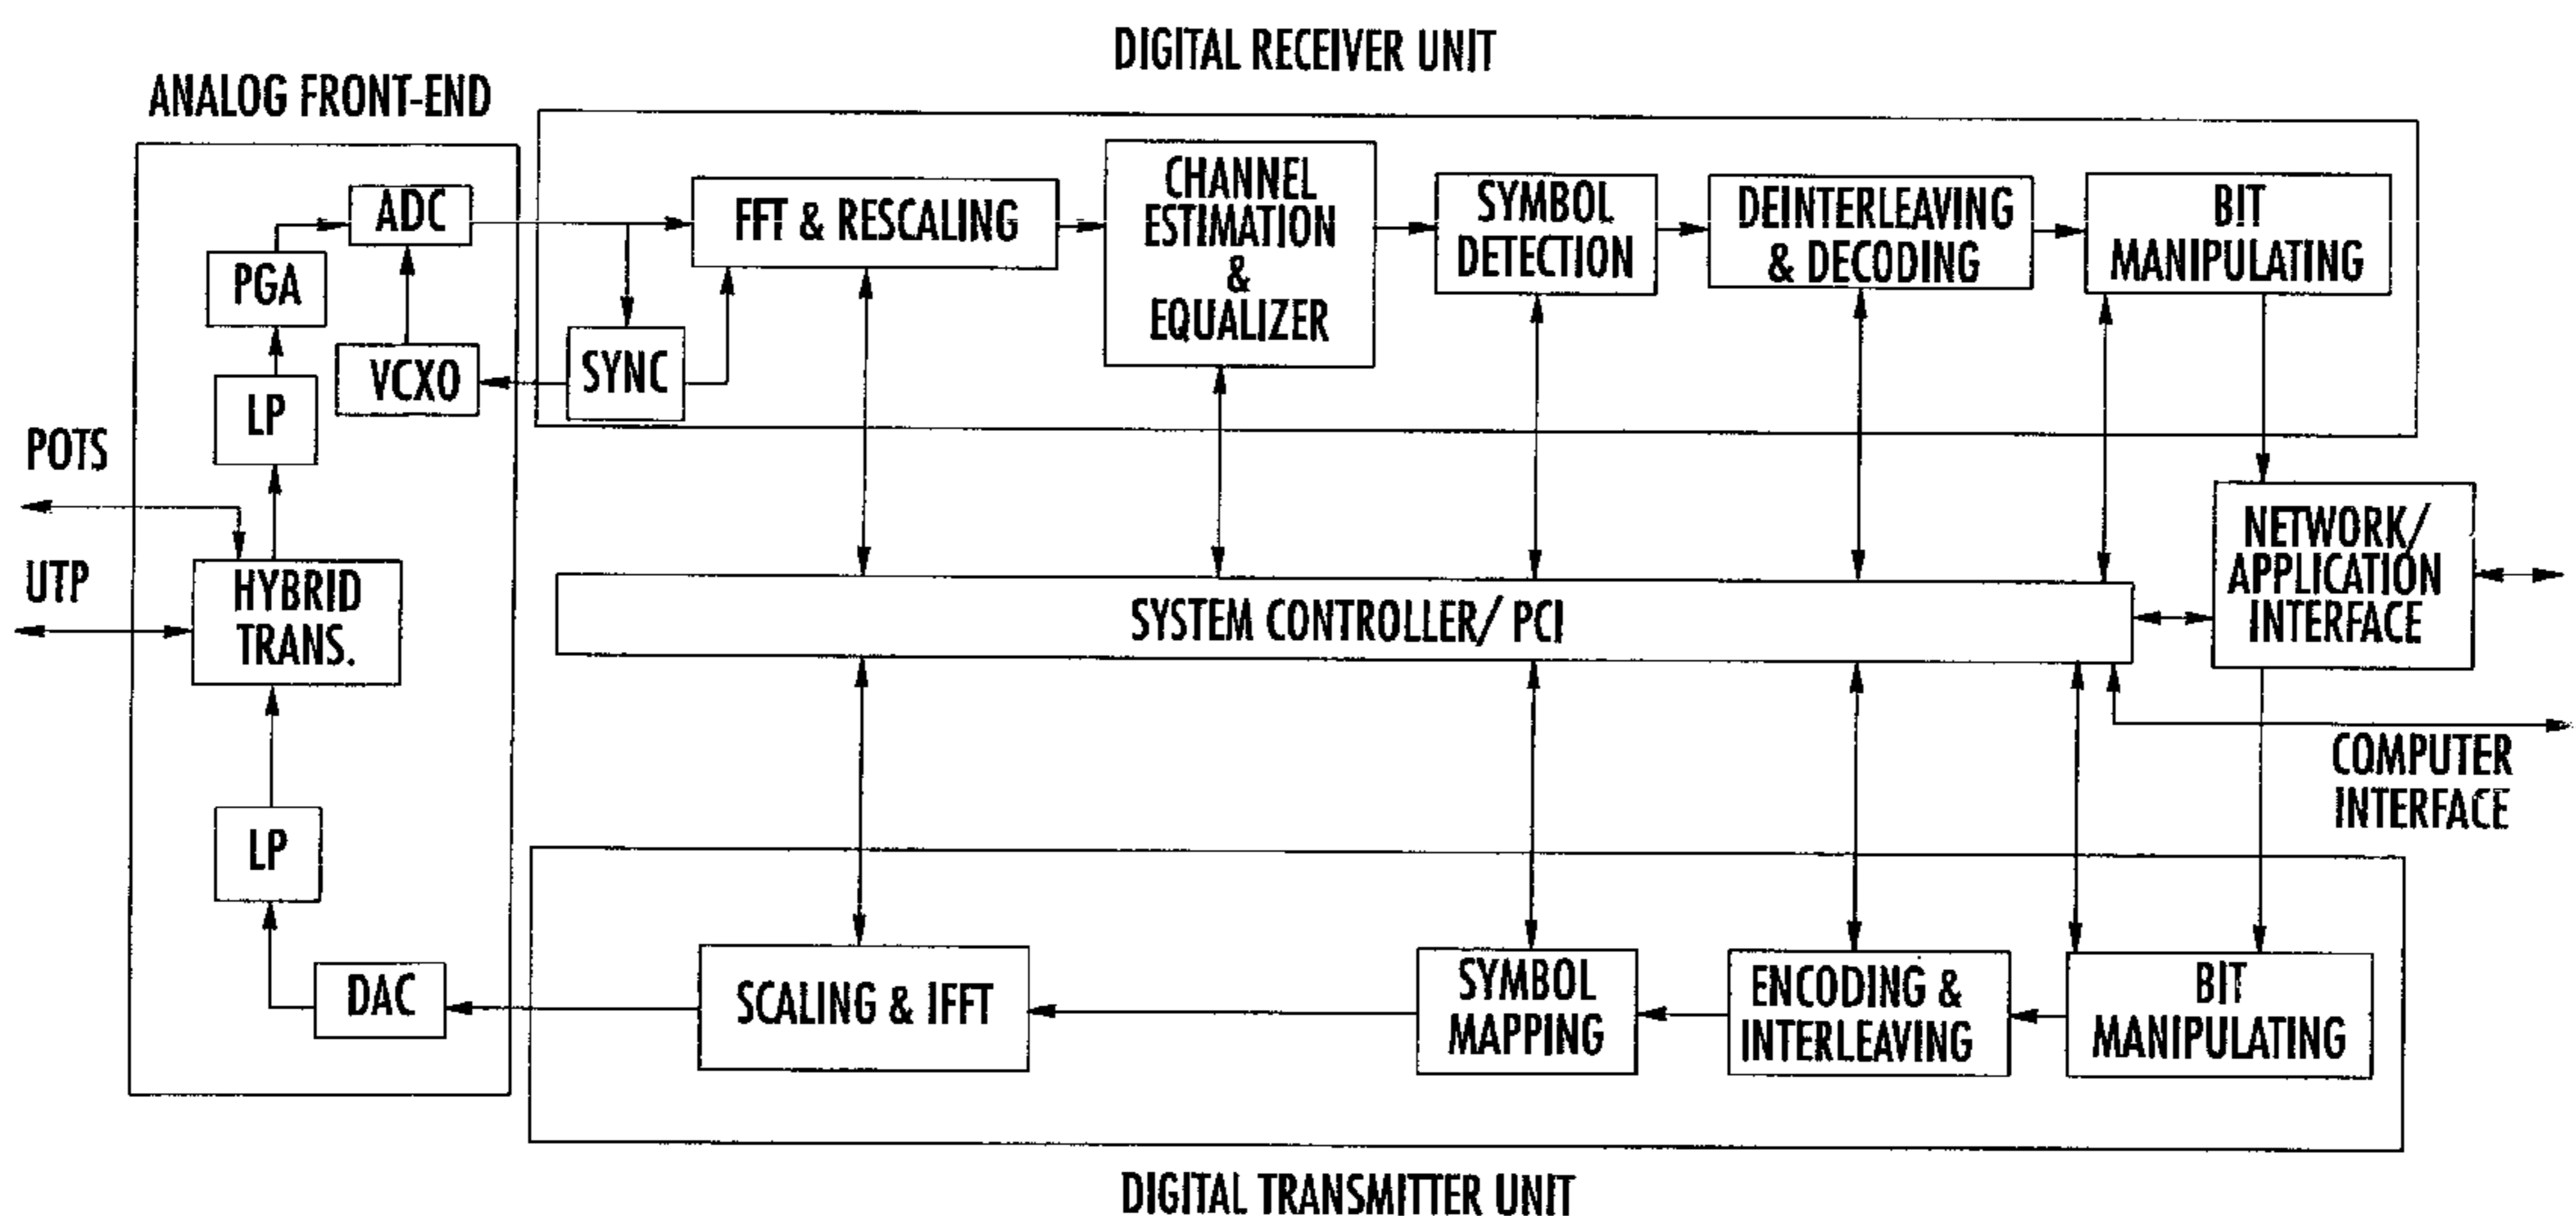 DIGITAL RECEIVER UNIT
ANALOG FRONT-END
ADC
PGA
VCXO
LP
SYNC
FFT & RESCALING
CHANNEL
ESTIMATION
&
EQUALIZER
SYMBOL
DETECTION
DEINTERLEAVING
& DECODING
BIT
MANIPULATING
POTS
UTP
HYBRID
TRANS.
SYSTEM CONTROLLER/ PCI
NETWORK/
APPLICATION
INTERFACE
COMPUTER
INTERFACE
LP
DAC
SCALING & IFFT
SYMBOL
MAPPING
ENCODING &
INTERLEAVING
BIT
MANIPULATING
DIGITAL TRANSMITTER UNIT